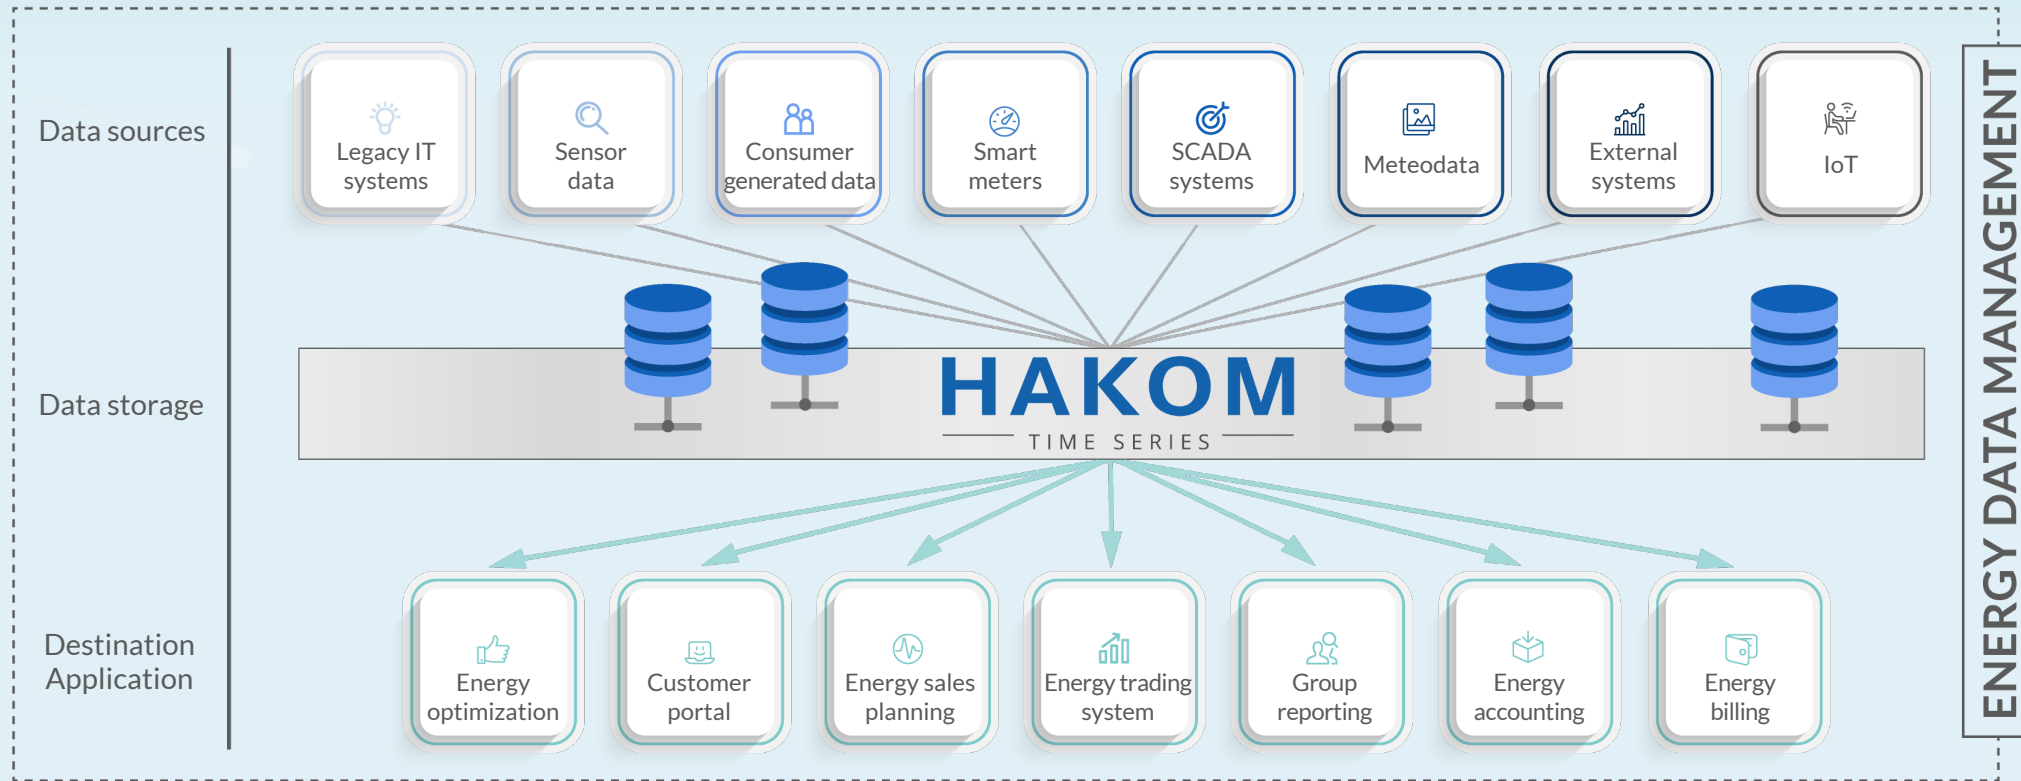 Data sources
Legacy IT
systems
Sensor
data
Consumer
generated data
Smart
meters
SCADA
systems
Meteodata
External
systems
IoT
Data storage
HAKOM
TIME SERIES
Destination
Application
Energy
optimization
Customer
portal
Energy sales
planning
Energy trading
system
Group
reporting
Energy
accounting
Energy
billing
ENERGY DATA MANAGEMENT